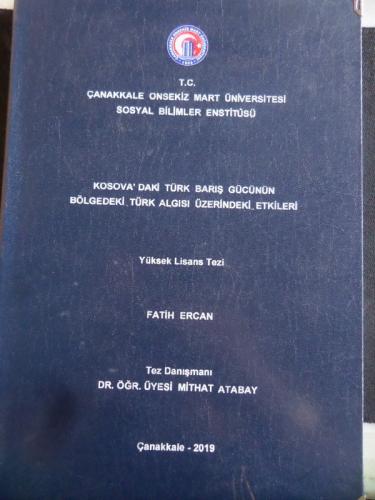 T.C.
ÇANAKKALE ONSEKİZ MART ÜNİVERSİTESİ
SOSYAL BİLİMLER ENSTİTÜSÜ
KOSOVA'DAKİ TÜRK BARIŞ GÜCÜNÜN
BÖLGEDEKİ TÜRK ALGISI ÜZERİNDEKİ ETKİLERİ
Yüksek Lisans Tezi
FATİH ERCAN
Tez Danışmanı
DR. ÖĞR. ÜYESİ MİTHAT ATABAY
Çanakkale - 2019